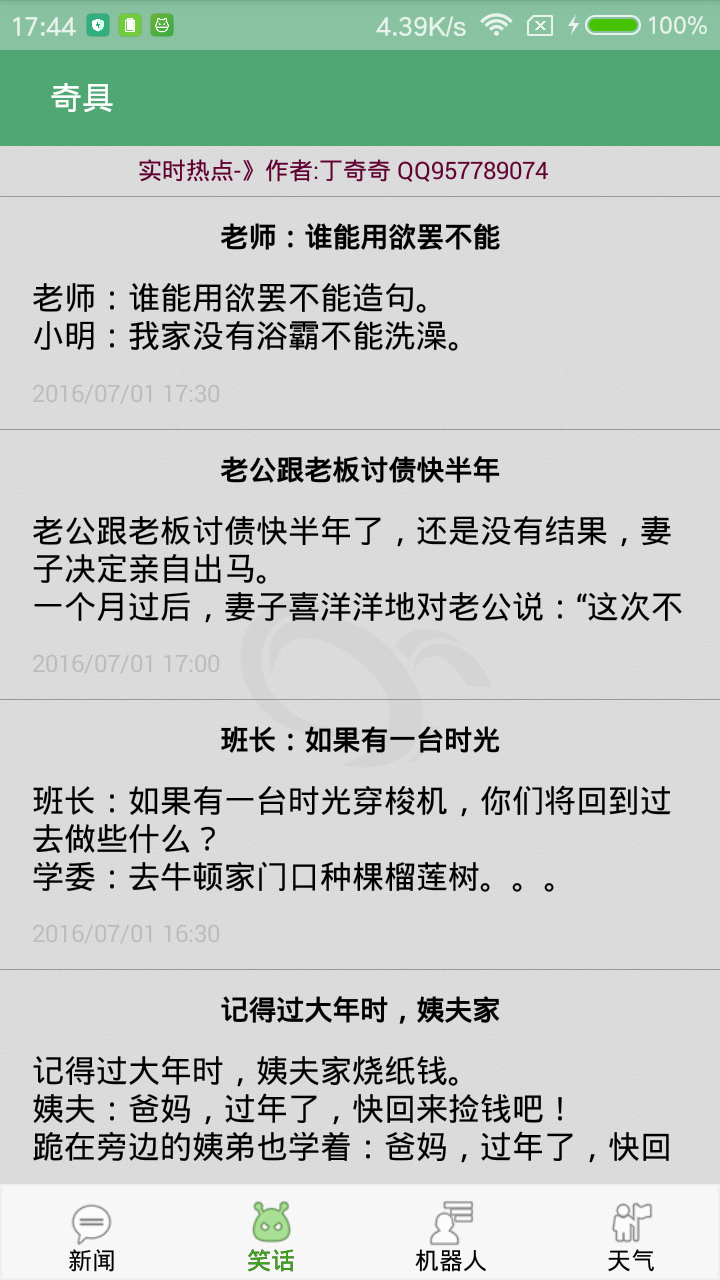 17:44 4.39K/s 100%
奇具
实时热点-》作者:丁奇奇 QQ957789074
老师：谁能用欲罢不能
老师：谁能用欲罢不能造句。
小明：我家没有浴霸不能洗澡。
2016/07/01 17:30
老公跟老板讨债快半年
老公跟老板讨债快半年了，还是没有结果，妻
子决定亲自出马。
一个月过后，妻子喜洋洋地对老公说：“这次不
2016/07/01 17:00
班长：如果有一台时光
班长：如果有一台时光穿梭机，你们将回到过
去做些什么？
学委：去牛顿家门口种棵榴莲树。。。
2016/07/01 16:30
记得过大年时，姨夫家
记得过大年时，姨夫家烧纸钱。
姨夫：爸妈，过年了，快回来捡钱吧！
跪在旁边的姨弟也学着：爸妈，过年了，快回
新闻 笑话 机器人 天气